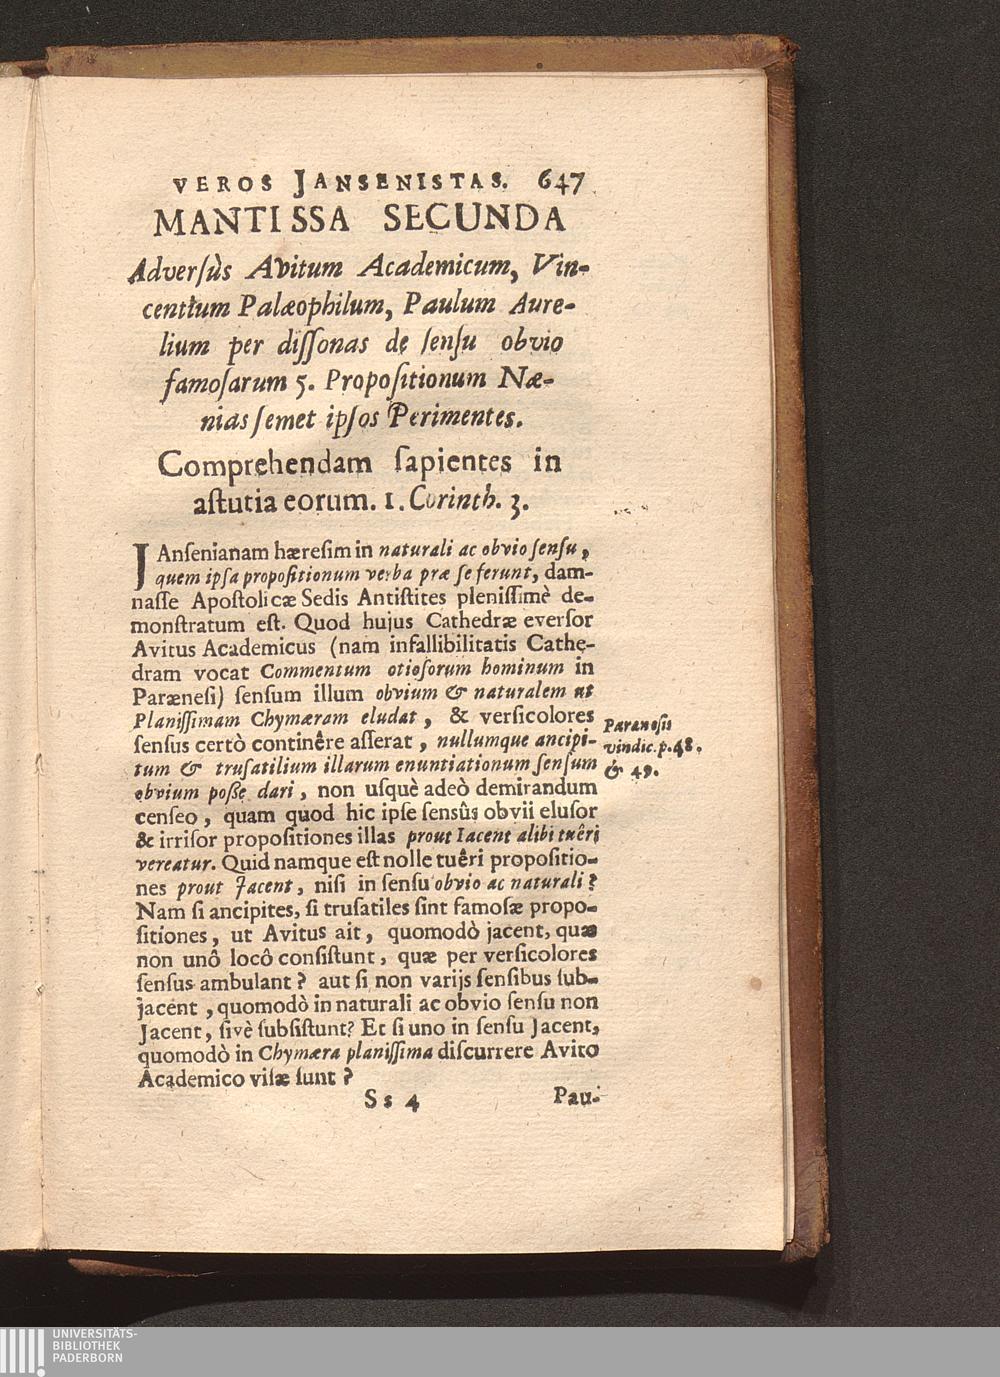 VEROS JANSENISTAS. 647
MANTISSA SECUNDA
Adverſùs Avitum Academicum, Vin-
centium Palæophilum, Paulum Aure-
lium per diſſonas de ſenſu obvio
famoſarum 5. Propoſitionum Næ-
nias ſemet ipſos Perimentes.
Comprehendam ſapientes in
aſtutia eorum. 1. Corinth. 3.
JAnſenianam hæreſim in naturali ac obvio ſenſu,
quem ipſa propoſitionum verba præ ſe ferunt, dam-
naſſe Apoſtolicæ Sedis Antiſtites pleniſſimè de-
monſtratum eſt. Quod hujus Cathedræ everſor
Avitus Academicus (nam infallibilitatis Cathe-
dram vocat Commentum otioſorum hominum in
Parænesi) ſenſum illum obvium & naturalem ut
Planiſſimam Chymæram eludat, & verſicolores
ſenſus certò continêre aſſerat, nullumque ancipi-
tum & truſatilium illarum enuntiationum ſenſum
obvium poße dari, non uſquè adeò demirandum
cenſeo, quam quod hic ipſe ſensûs obvii eluſor
& irriſor propoſitiones illas prout Iacent alibi tuêri
vereatur. Quid namque eſt nolle tuêri propoſitio-
nes prout Jacent, niſi in ſenſu obvio ac naturali?
Nam ſi ancipites, ſi truſatiles ſint famoſæ propo-
ſitiones, ut Avitus ait, quomodò jacent, quæ
non unô locô conſiſtunt, quæ per verſicolores
ſenſus ambulant? aut ſi non varijs ſenſibus ſub-
jacent, quomodò in naturali ac obvio ſenſu non
Jacent, ſivè ſubſiſtunt? Et ſi uno in ſenſu Jacent,
quomodò in Chymæra planiſſima diſcurrere Avito
Academico viſæ ſunt?
Parænesis
vindic. p. 48.
& 49.
Ss 4 Pau-
UNIVERSITÄTS-
BIBLIOTHEK
PADERBORN